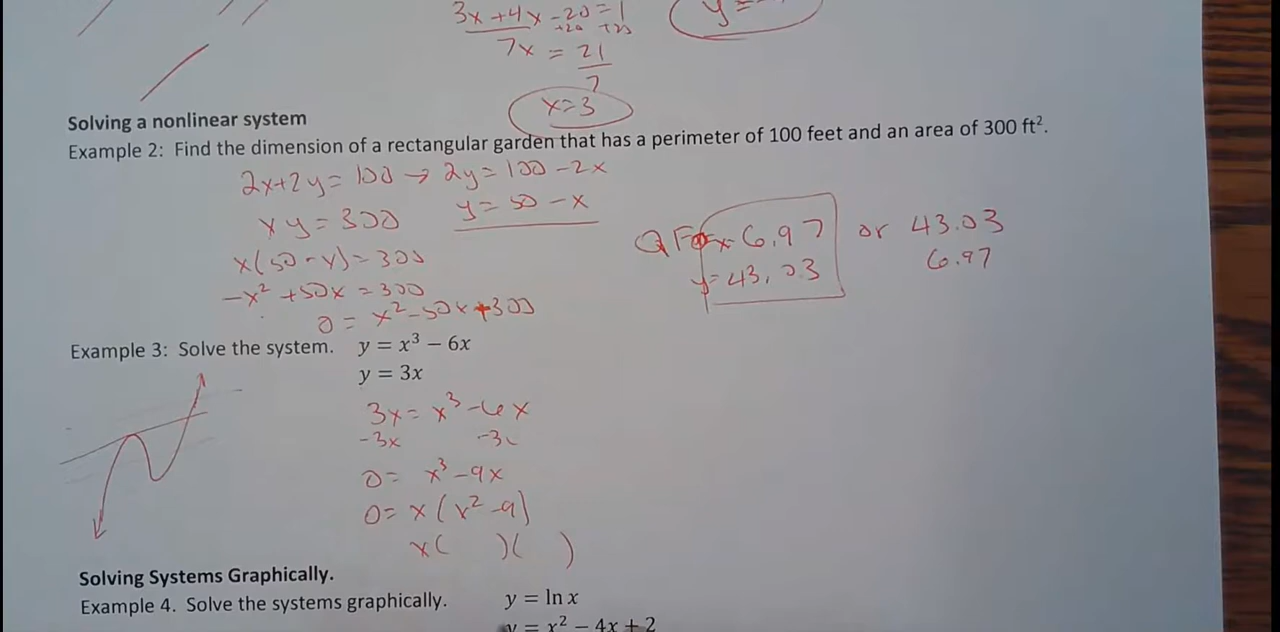 3x + 4x - 20 = 1
+20 +20
y =
7x = 21
7
x = 3
Solving a nonlinear system
Example 2: Find the dimension of a rectangular garden that has a perimeter of 100 feet and an area of 300 ft².
2x + 2y = 100 → 2y = 100 - 2x
xy = 300
y = 50 - x
x(50 - x) = 300
-x² + 50x = 300
0 = x² - 50x + 300
QF x = 6.97 or 43.03
y = 43.03 6.97
Example 3: Solve the system. y = x³ − 6x
y = 3x
3x = x³ - 6x
-3x -3x
0 = x³ - 9x
0 = x(x² - 9)
x( )( )
Solving Systems Graphically.
Example 4. Solve the systems graphically. y = ln x
y = x² − 4x + 2